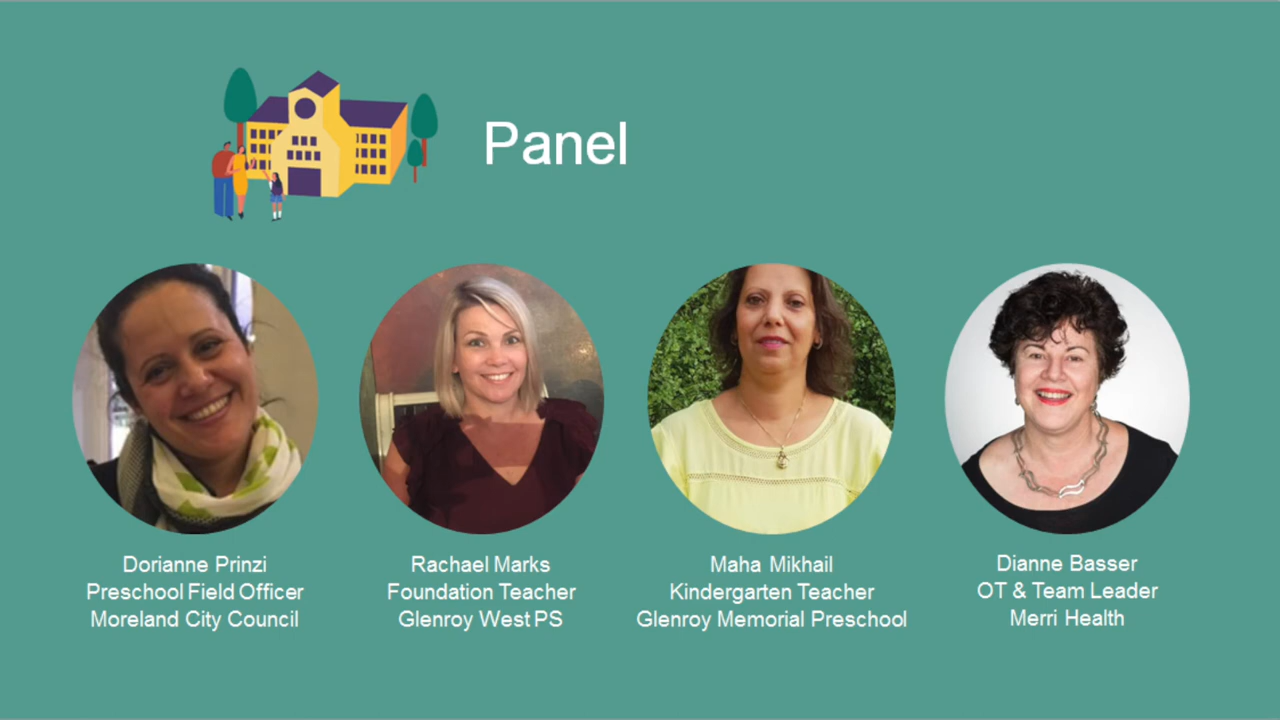 Panel
Dorianne Prinzi
Preschool Field Officer
Moreland City Council
Rachael Marks
Foundation Teacher
Glenroy West PS
Maha Mikhail
Kindergarten Teacher
Glenroy Memorial Preschool
Dianne Basser
OT & Team Leader
Merri Health